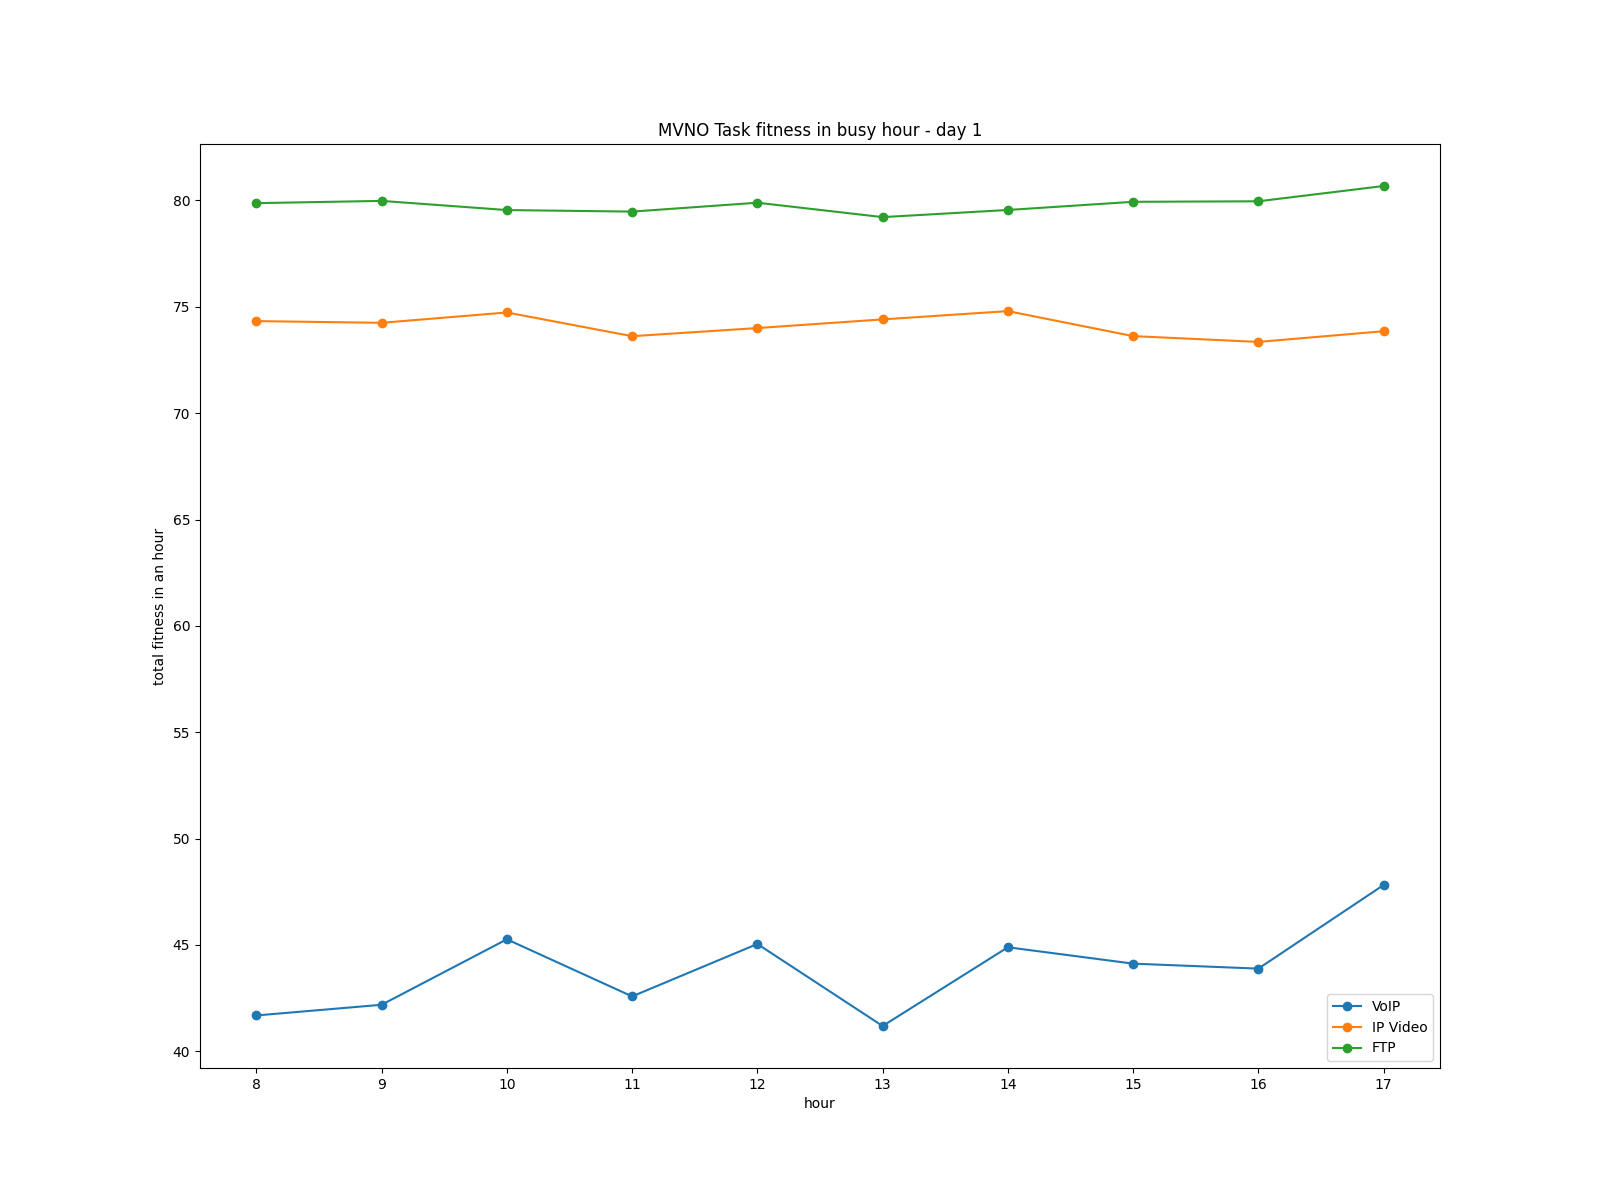 MVNO Task fitness in busy hour - day 1
80
75
70
65
60
55
50
45
40
total fitness in an hour
8 9 10 11 12 13 14 15 16 17
hour
VoIP
IP Video
FTP